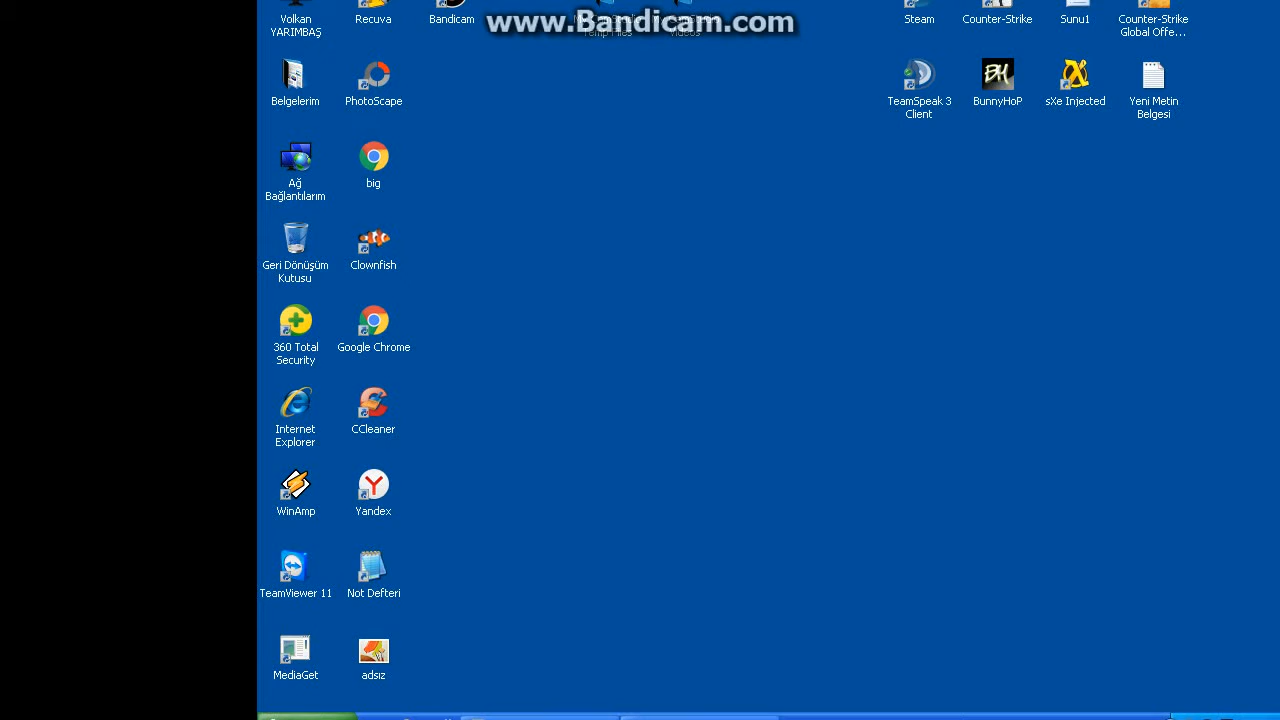 www.Bandicam.com
Volkan
YARIMBAŞ
Recuva
Bandicam
Steam
Counter-Strike
Sunu1
Counter-Strike
Global Offe...
Belgelerim
PhotoScape
TeamSpeak 3
Client
BunnyHoP
sXe Injected
Yeni Metin
Belgesi
Ağ
Bağlantılarım
big
Geri Dönüşüm
Kutusu
Clownfish
360 Total
Security
Google Chrome
Internet
Explorer
CCleaner
WinAmp
Yandex
TeamViewer 11
Not Defteri
MediaGet
adsız